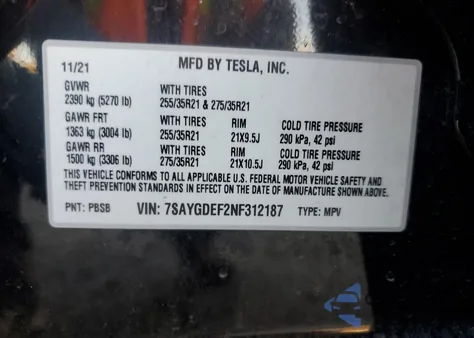 11/21 MFD BY TESLA, INC.
GVWR WITH TIRES
2390 kg (5270 lb) 255/35R21 & 275/35R21
GAWR FRT WITH TIRES RIM COLD TIRE PRESSURE
1363 kg (3004 lb) 255/35R21 21X9.5J 290 kPa, 42 psi
GAWR RR WITH TIRES RIM COLD TIRE PRESSURE
1500 kg (3306 lb) 275/35R21 21X10.5J 290 kPa, 42 psi
THIS VEHICLE CONFORMS TO ALL APPLICABLE U.S. FEDERAL MOTOR VEHICLE SAFETY AND
THEFT PREVENTION STANDARDS IN EFFECT ON THE DATE OF MANUFACTURE SHOWN ABOVE.
PNT: PBSB VIN: 7SAYGDEF2NF312187 TYPE: MPV